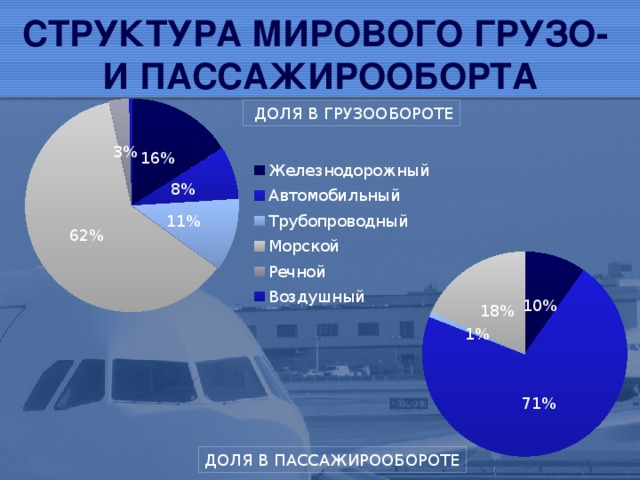 СТРУКТУРА МИРОВОГО ГРУЗО-
И ПАССАЖИРООБОРТА
ДОЛЯ В ГРУЗООБОРОТЕ
3%
16%
8%
11%
62%
Железнодорожный
Автомобильный
Трубопроводный
Морской
Речной
Воздушный
18%
10%
1%
71%
ДОЛЯ В ПАССАЖИРООБОРОТЕ